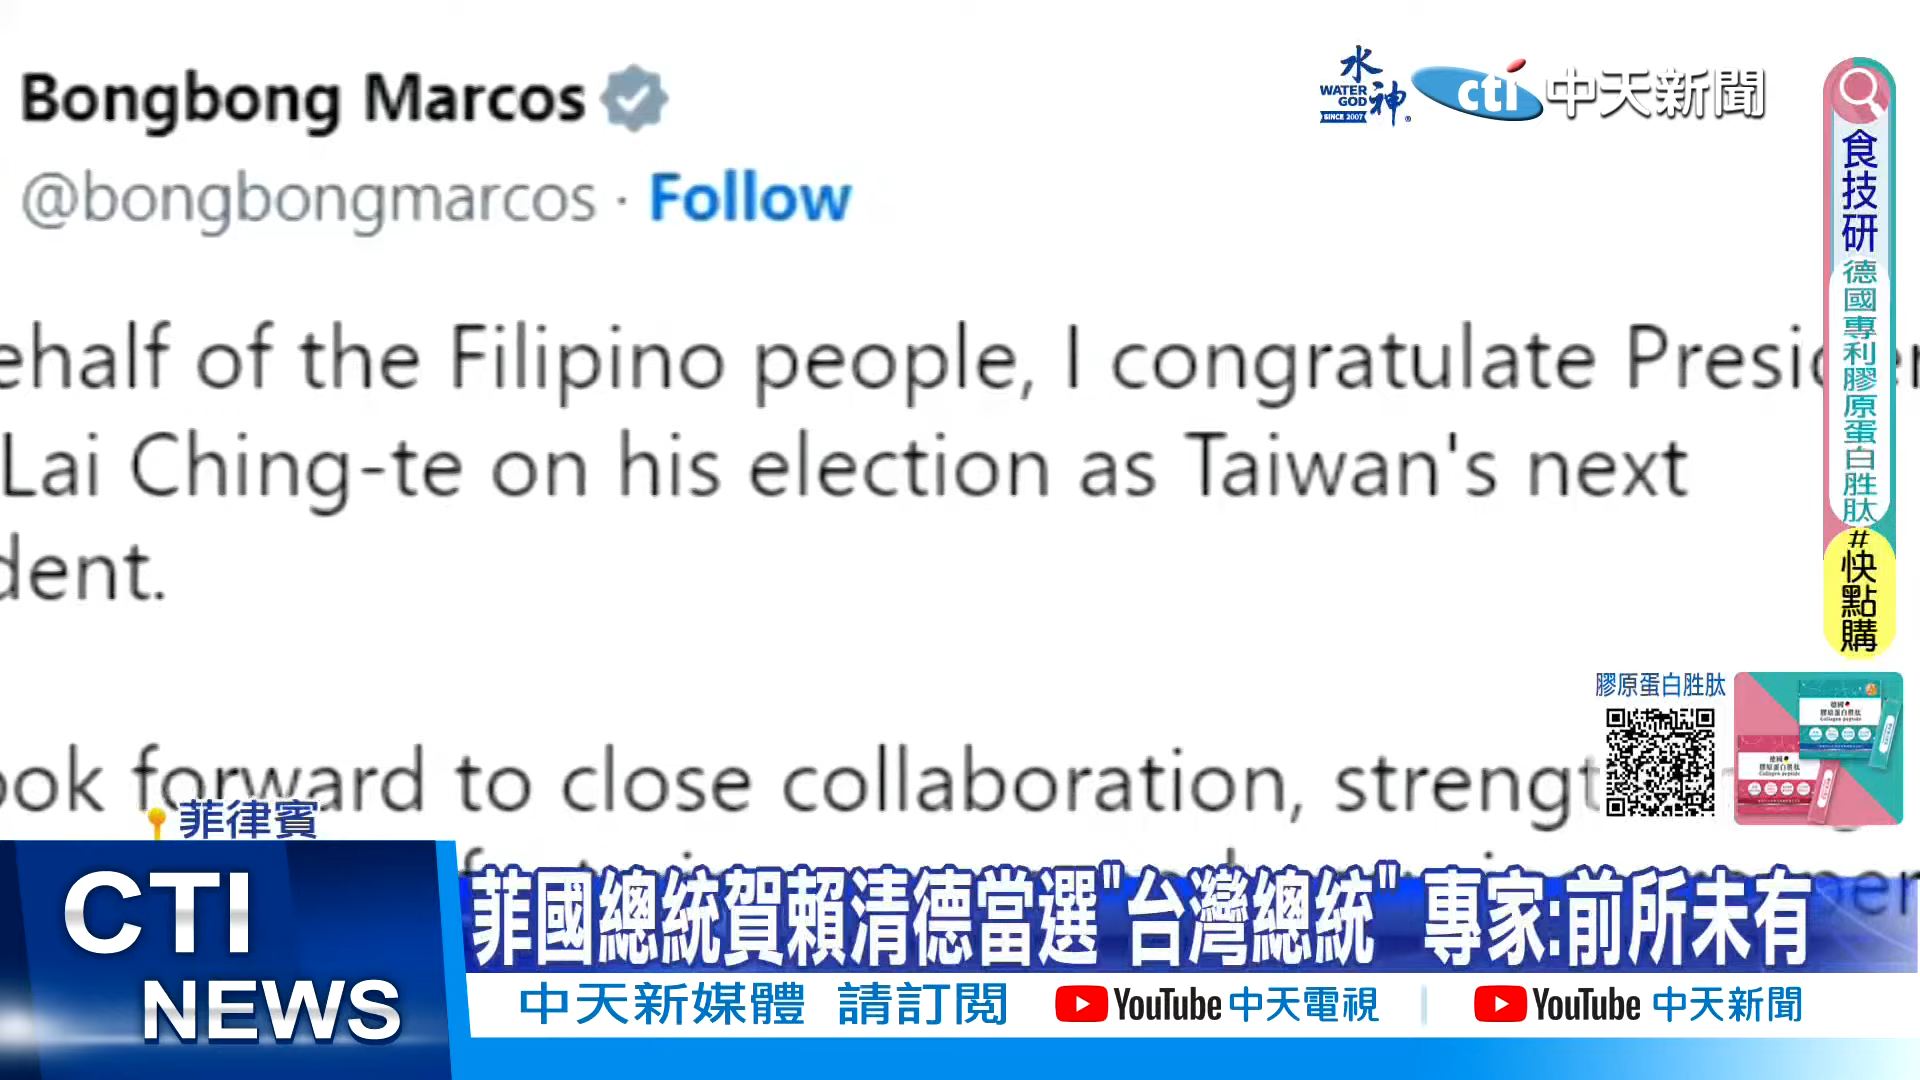 Bongbong Marcos
@bongbongmarcos · Follow
ehalf of the Filipino people, I congratulate Presiden
Lai Ching-te on his election as Taiwan's next
dent.
ook forward to close collaboration, strengt
水神
WATER GOD
SINCE 2007
cti 中天新聞
食技研
德國專利膠原蛋白胜肽
#快點購
膠原蛋白胜肽
菲律賓
CTI NEWS
菲國總統賀賴清德當選"台灣總統" 專家:前所未有
中天新媒體 請訂閱 YouTube 中天電視 | YouTube 中天新聞